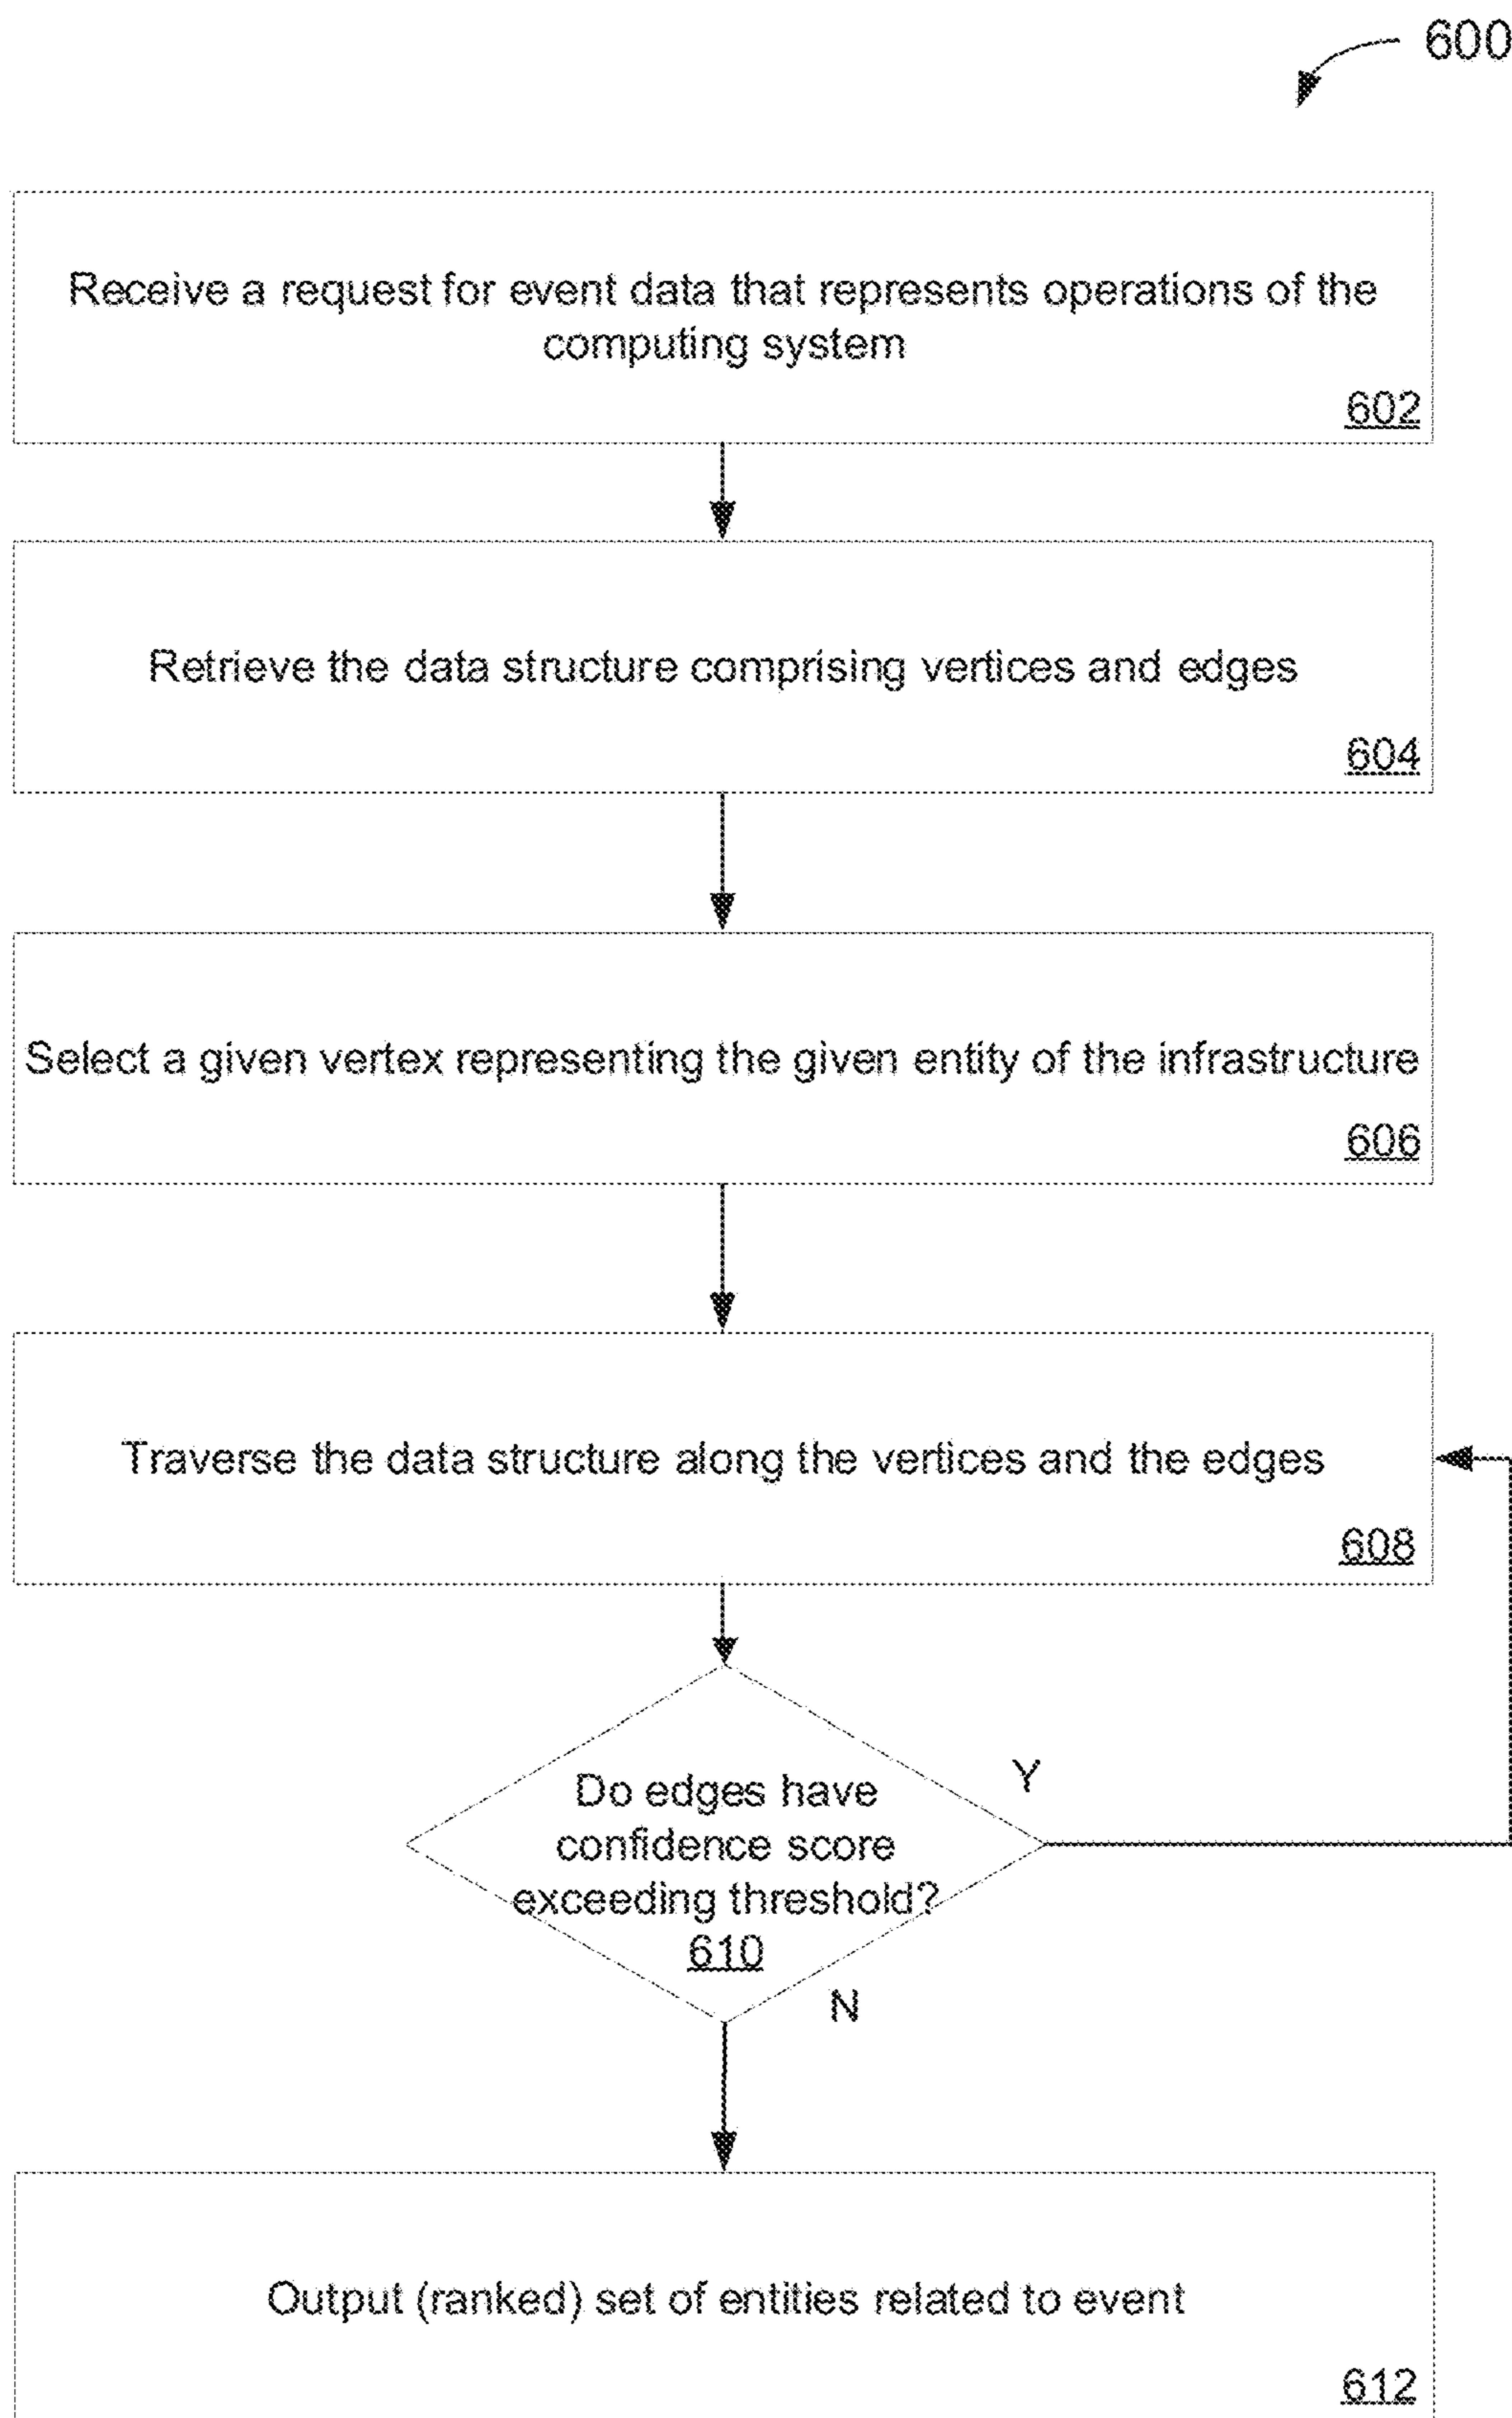 600
Receive a request for event data that represents operations of the
computing system
602
Retrieve the data structure comprising vertices and edges
604
Select a given vertex representing the given entity of the infrastructure
606
Traverse the data structure along the vertices and the edges
608
Do edges have
confidence score
exceeding threshold?
610
Y
N
Output (ranked) set of entities related to event
612